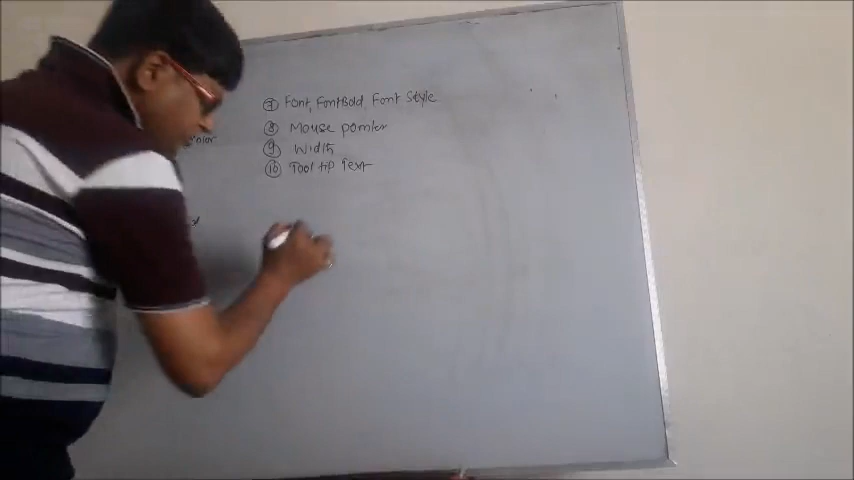 ⑦ Font, FontBold, Font Style
⑧ Mouse pointer
⑨ Width
⑩ Tool tip Text